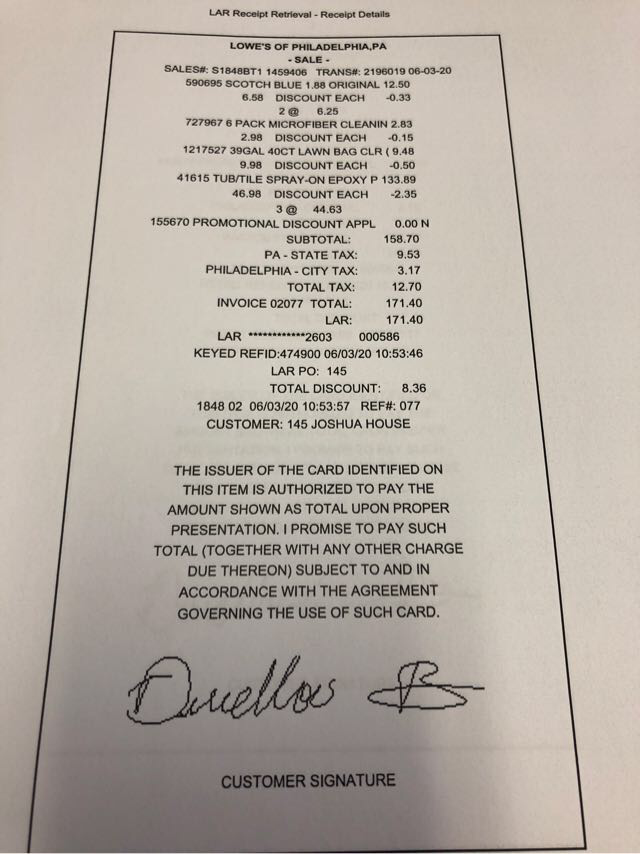 LAR Receipt Retrieval - Receipt Details
LOWE'S OF PHILADELPHIA,PA
- SALE -
SALES#: S1848BT1 1459406 TRANS#: 2196019 06-03-20
590695 SCOTCH BLUE 1.88 ORIGINAL 12.50
6.58 DISCOUNT EACH -0.33
2 @ 6.25
727967 6 PACK MICROFIBER CLEANIN 2.83
2.98 DISCOUNT EACH -0.15
1217527 39GAL 40CT LAWN BAG CLR ( 9.48
9.98 DISCOUNT EACH -0.50
41615 TUB/TILE SPRAY-ON EPOXY P 133.89
46.98 DISCOUNT EACH -2.35
3 @ 44.63
155670 PROMOTIONAL DISCOUNT APPL 0.00 N
SUBTOTAL: 158.70
PA - STATE TAX: 9.53
PHILADELPHIA - CITY TAX: 3.17
TOTAL TAX: 12.70
INVOICE 02077 TOTAL: 171.40
LAR: 171.40
LAR ************2603 000586
KEYED REFID:474900 06/03/20 10:53:46
LAR PO: 145
TOTAL DISCOUNT: 8.36
1848 02 06/03/20 10:53:57 REF#: 077
CUSTOMER: 145 JOSHUA HOUSE
THE ISSUER OF THE CARD IDENTIFIED ON
THIS ITEM IS AUTHORIZED TO PAY THE
AMOUNT SHOWN AS TOTAL UPON PROPER
PRESENTATION. I PROMISE TO PAY SUCH
TOTAL (TOGETHER WITH ANY OTHER CHARGE
DUE THEREON) SUBJECT TO AND IN
ACCORDANCE WITH THE AGREEMENT
GOVERNING THE USE OF SUCH CARD.
CUSTOMER SIGNATURE